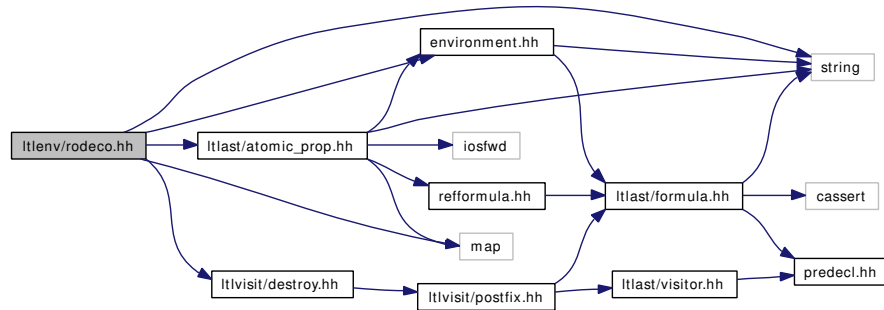 environment.hh
string
ltlenv/rodeco.hh
ltlast/atomic_prop.hh
iosfwd
refformula.hh
ltlast/formula.hh
cassert
map
ltlvisit/destroy.hh
ltlvisit/postfix.hh
ltlast/visitor.hh
predecl.hh